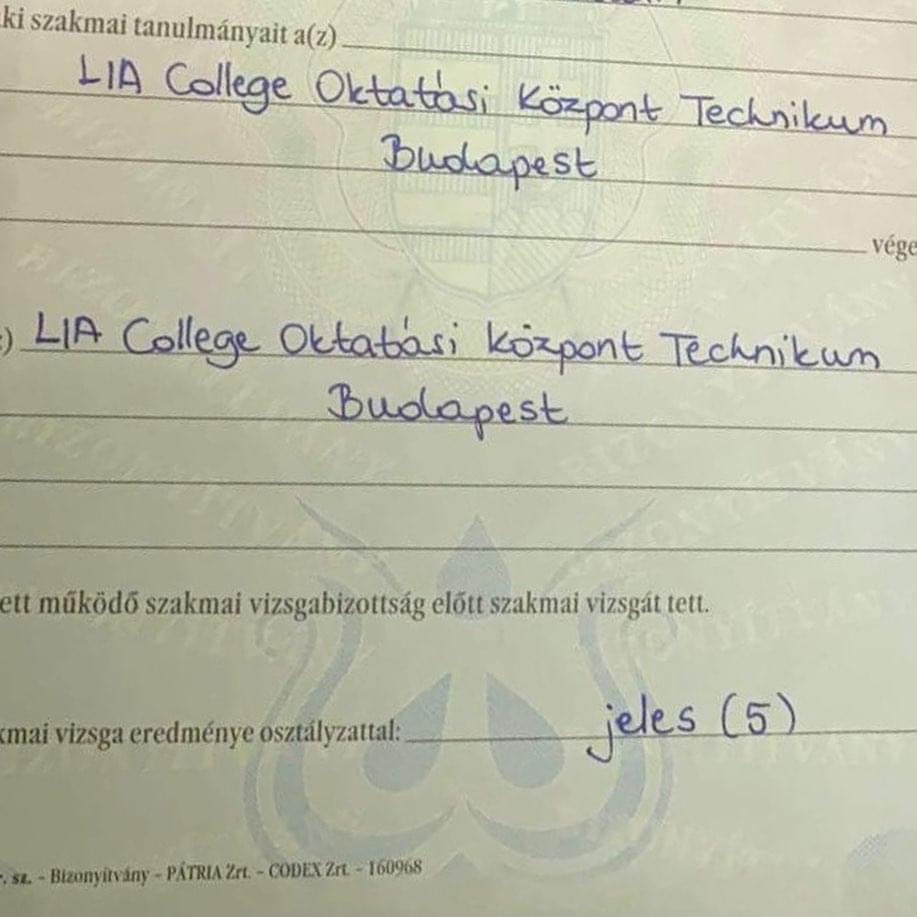 ki szakmai tanulmányait a(z)
LIA College Oktatási Központ Technikum
Budapest
vége
:) LIA College Oktatási Központ Technikum
Budapest
ett működő szakmai vizsgabizottság előtt szakmai vizsgát tett.
kmai vizsga eredménye osztályzattal: jeles (5)
r. sz. - Bizonyítvány - PÁTRIA Zrt. - CODEX Zrt. - 160968